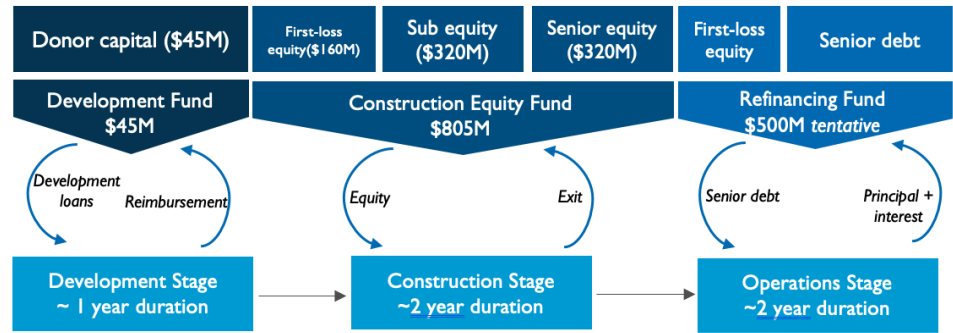 Donor capital ($45M)
First-loss
equity($160M)
Sub equity
($320M)
Senior equity
($320M)
First-loss
equity
Senior debt
Development Fund
$45M
Construction Equity Fund
$805M
Refinancing Fund
$500M tentative
Development
loans
Reimbursement
Equity
Exit
Senior debt
Principal +
interest
Development Stage
~ 1 year duration
Construction Stage
~2 year duration
Operations Stage
~2 year duration